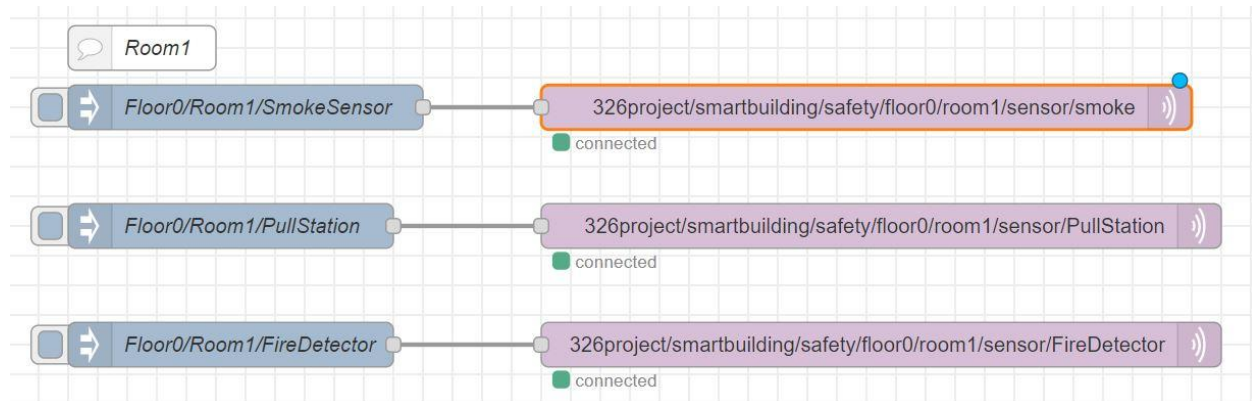 Room1
Floor0/Room1/SmokeSensor
326project/smartbuilding/safety/floor0/room1/sensor/smoke
connected
Floor0/Room1/PullStation
326project/smartbuilding/safety/floor0/room1/sensor/PullStation
connected
Floor0/Room1/FireDetector
326project/smartbuilding/safety/floor0/room1/sensor/FireDetector
connected